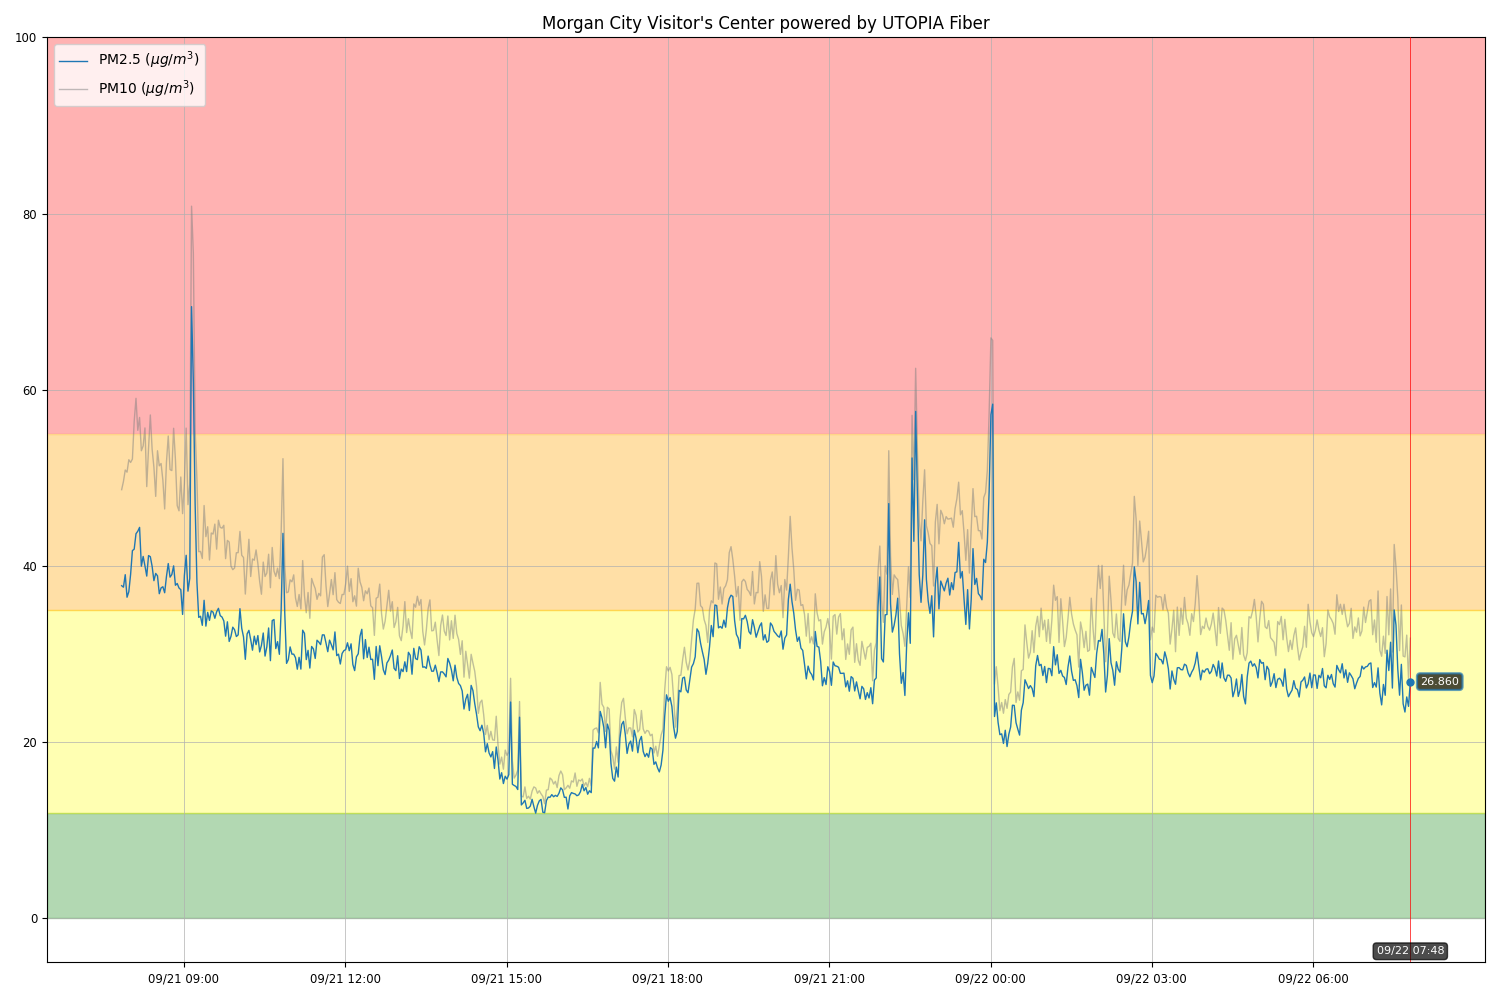 Morgan City Visitor's Center powered by UTOPIA Fiber
100
PM2.5 (μg/m³)
PM10 (μg/m³)
80
60
40
26.860
20
0
09/22 07:48
09/21 09:00 09/21 12:00 09/21 15:00 09/21 18:00 09/21 21:00 09/22 00:00 09/22 03:00 09/22 06:00